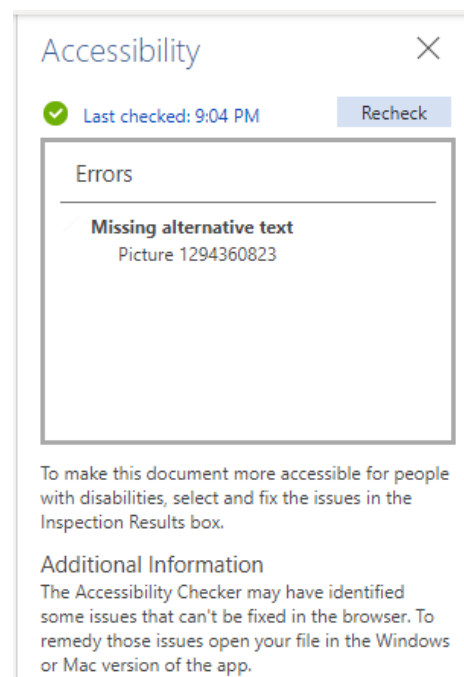 Accessibility
Last checked: 9:04 PM
Recheck
Errors
Missing alternative text
Picture 1294360823
To make this document more accessible for people
with disabilities, select and fix the issues in the
Inspection Results box.
Additional Information
The Accessibility Checker may have identified
some issues that can't be fixed in the browser. To
remedy those issues open your file in the Windows
or Mac version of the app.